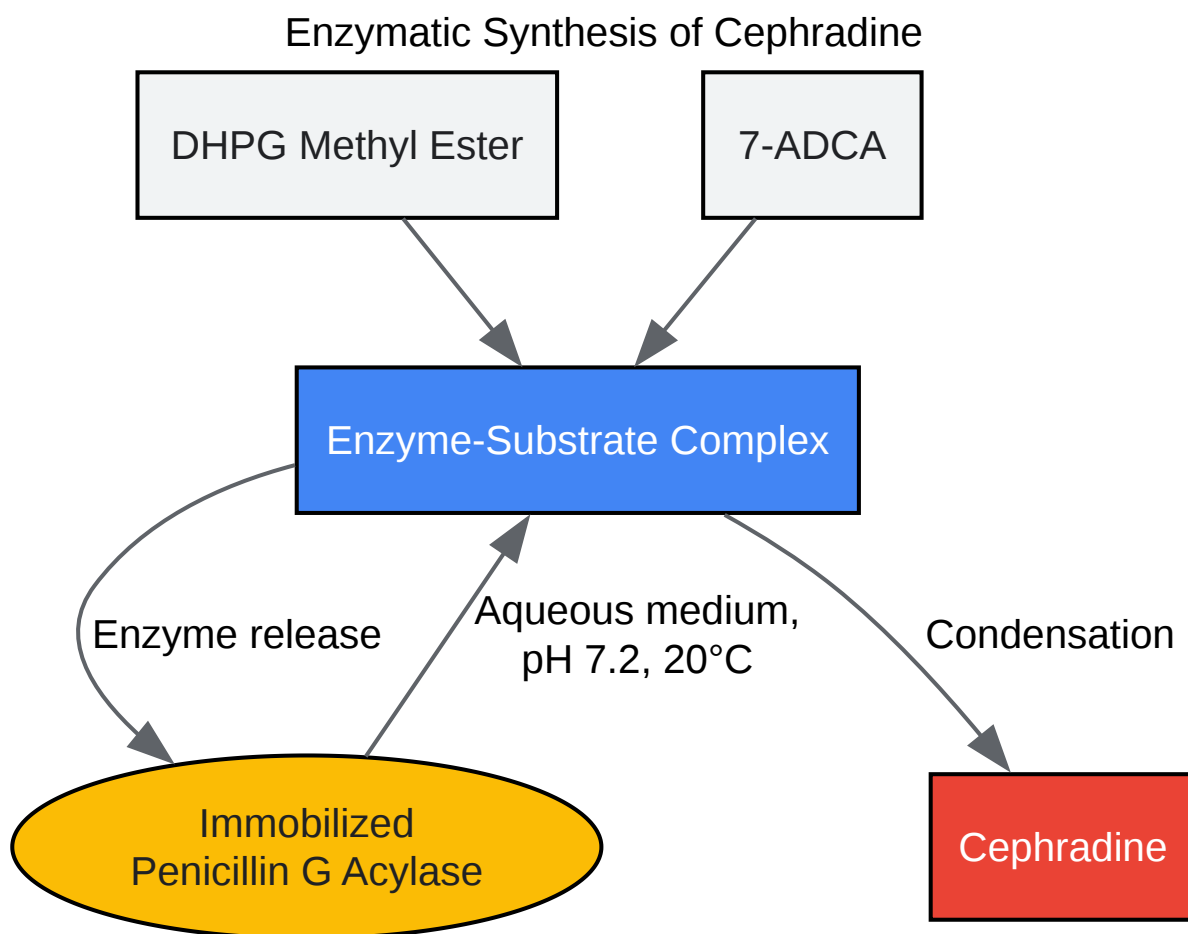 Enzymatic Synthesis of Cephradine
DHPG Methyl Ester
7-ADCA
Enzyme-Substrate Complex
Enzyme release
Aqueous medium,
pH 7.2, 20°C
Condensation
Immobilized
Penicillin G Acylase
Cephradine